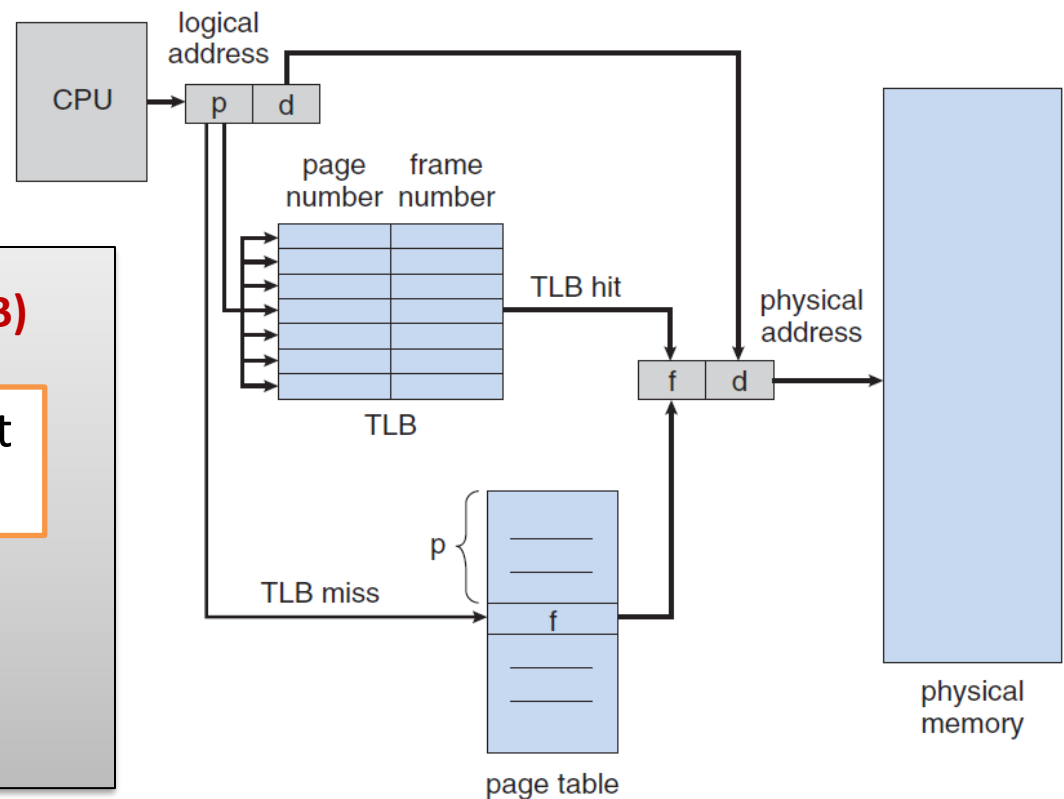 logical
address
CPU
p
d
page
number
frame
number
TLB hit
physical
address
f
d
TLB
B)
t
p
TLB miss
f
physical
memory
page table